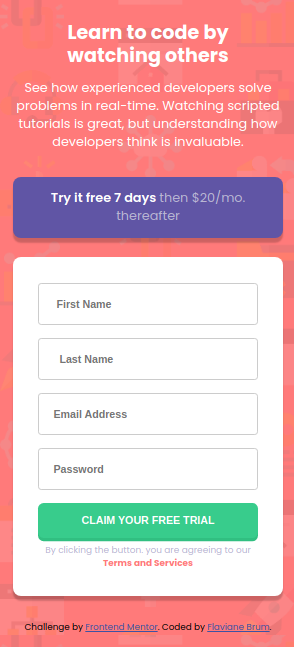 Learn to code by
watching others
See how experienced developers solve
problems in real-time. Watching scripted
tutorials is great, but understanding how
developers think is invaluable.
Try it free 7 days then $20/mo.
thereafter
First Name
Last Name
Email Address
Password
CLAIM YOUR FREE TRIAL
By clicking the button. you are agreeing to our
Terms and Services
Challenge by Frontend Mentor. Coded by Flaviane Brum.